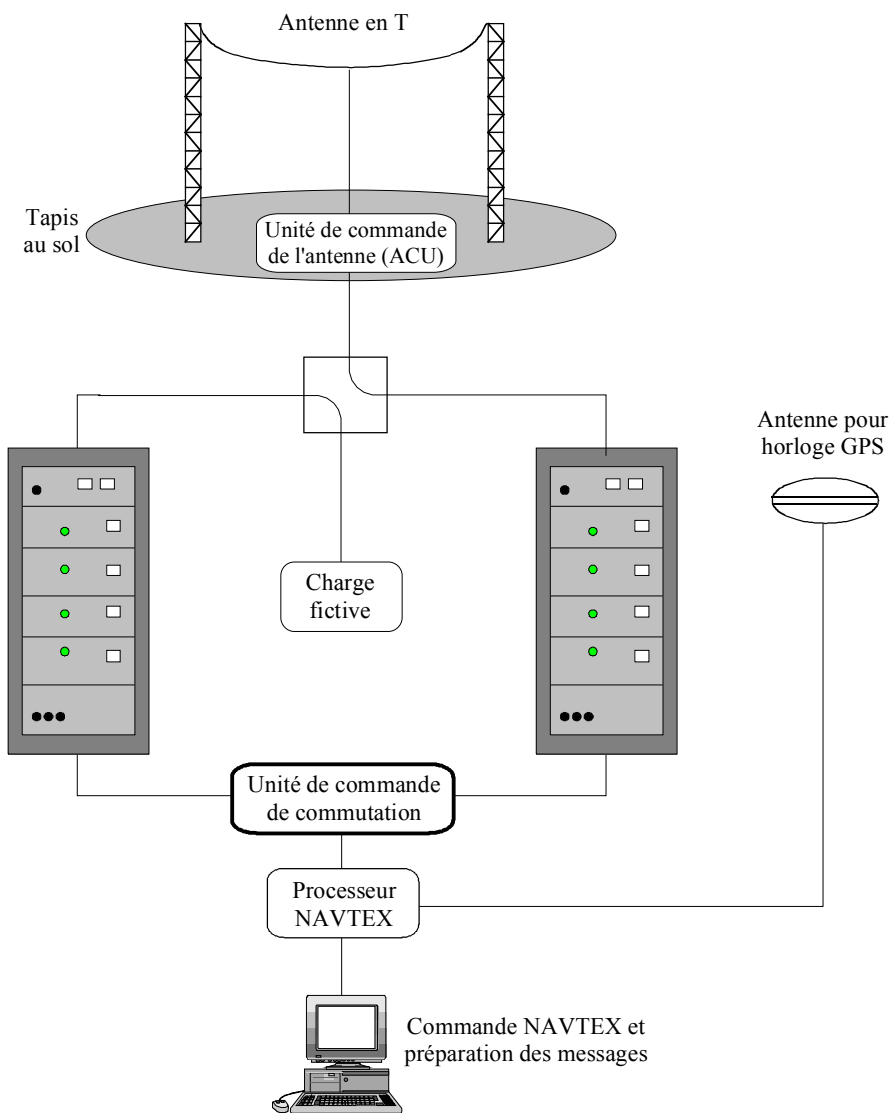 Antenne en T
Tapis
au sol
Unité de commande
de l'antenne (ACU)
Antenne pour
horloge GPS
Charge
fictive
Unité de commande
de commutation
Processeur
NAVTEX
Commande NAVTEX et
préparation des messages